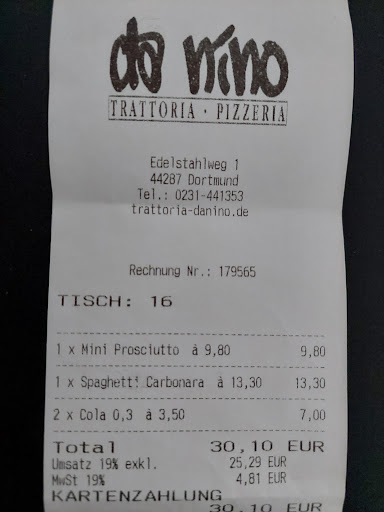 da nino
TRATTORIA · PIZZERIA
Edelstahlweg 1
44287 Dortmund
Tel.: 0231-441353
trattoria-danino.de
Rechnung Nr.: 179565
TISCH: 16
1 x Mini Prosciutto à 9,80 9,80
1 x Spaghetti Carbonara à 13,30 13,30
2 x Cola 0,3 à 3,50 7,00
Total 30,10 EUR
Umsatz 19% exkl. 25,29 EUR
MwSt 19% 4,81 EUR
KARTENZAHLUNG
30,10 EUR